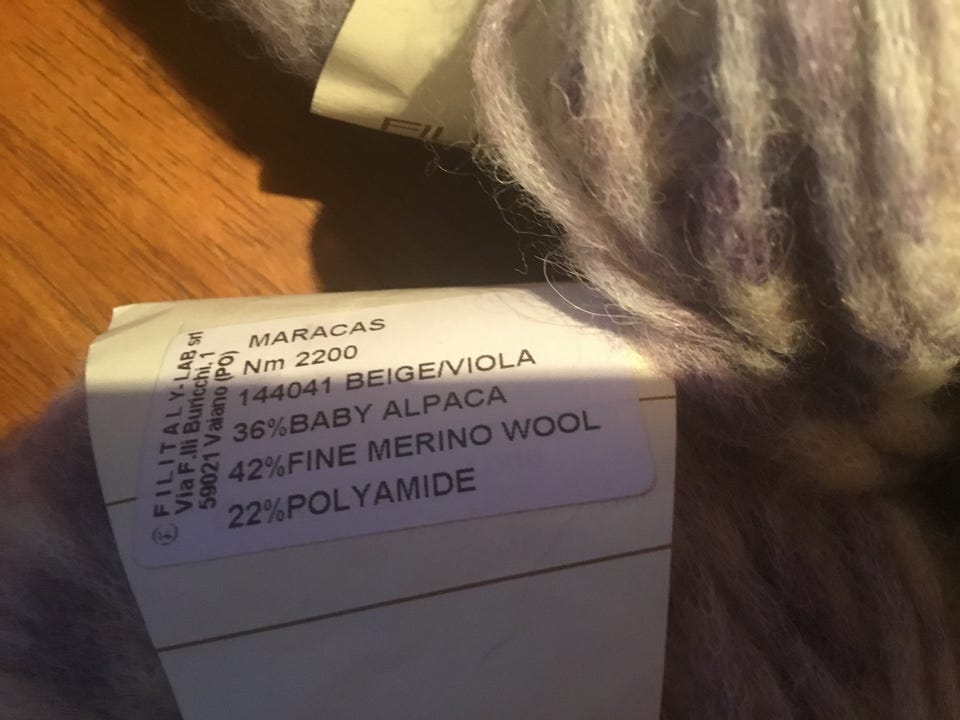 FIL
MARACAS
Nm 2200
144041 BEIGE/VIOLA
36%BABY ALPACA
42%FINE MERINO WOOL
22%POLYAMIDE
FILITALY-LAB srl
Via F.lli Buricchi, 1
59021 Vaiano (PO)